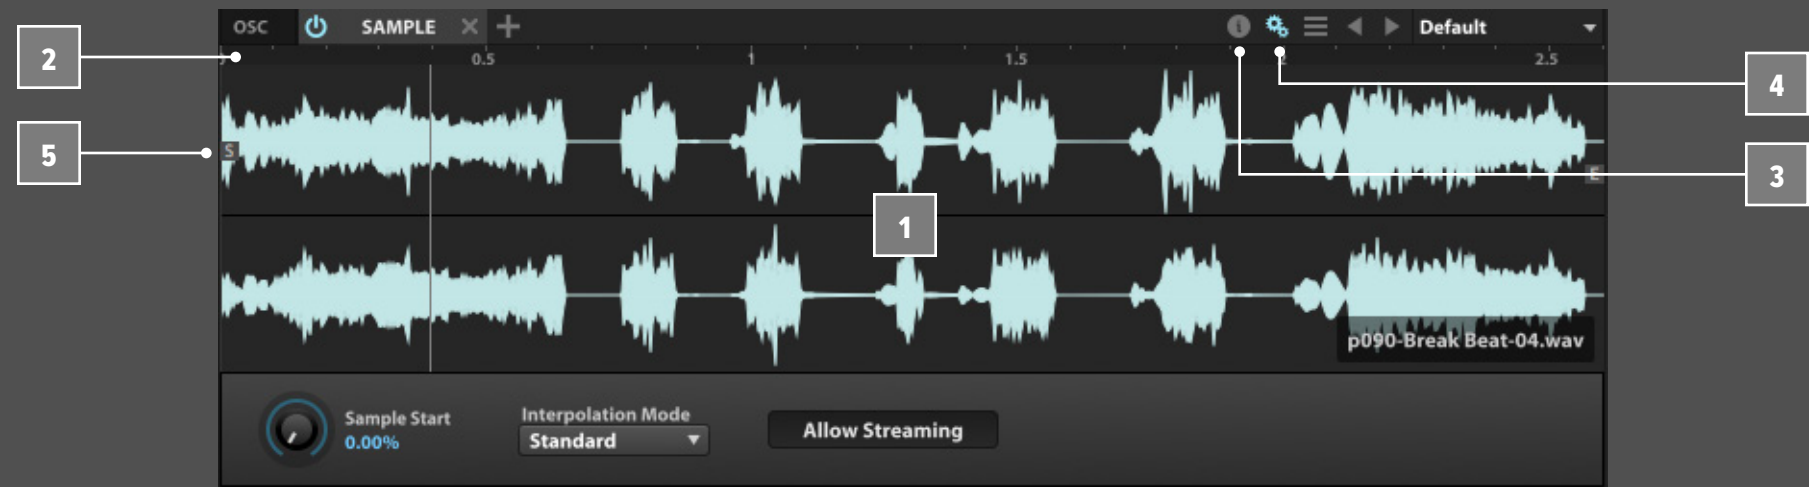 OSC SAMPLE Default
2
0.5 1 1.5 2 2.5
4
5
S
3
E
1
p090-Break Beat-04.wav
Sample Start
0.00%
Interpolation Mode
Standard
Allow Streaming